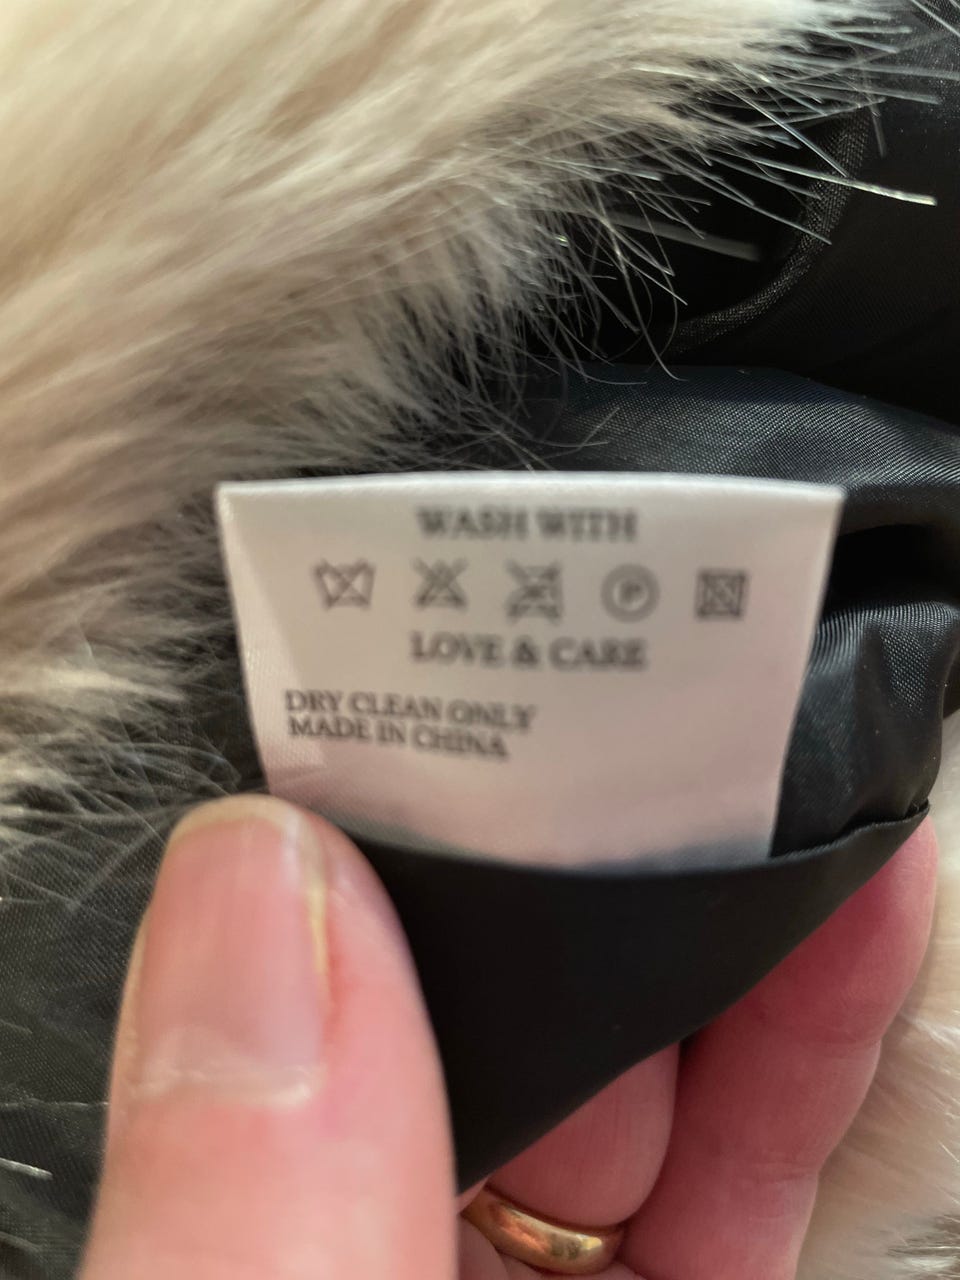 WASH WITH
P
LOVE & CARE
DRY CLEAN ONLY
MADE IN CHINA